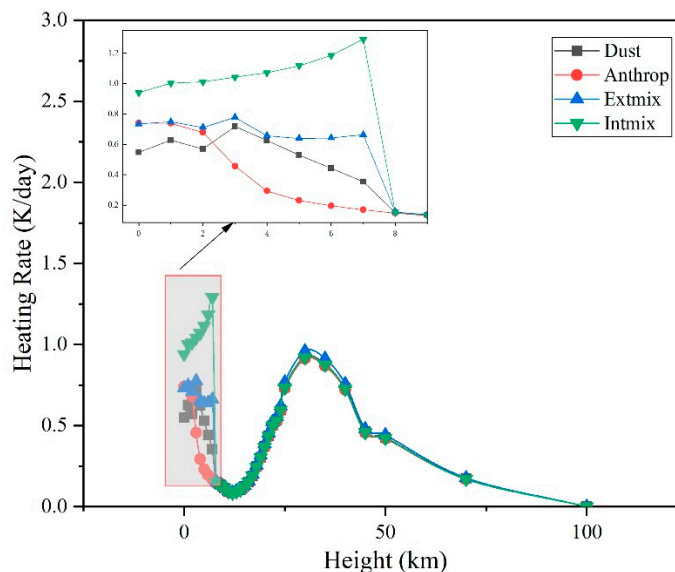 3.0
2.5
2.0
1.5
1.0
0.5
0.0
Heating Rate (K/day)
1.2
1.0
0.8
0.6
0.4
0.2
0 2 4 6 8
Dust
Anthrop
Extmix
Intmix
0 50 100
Height (km)